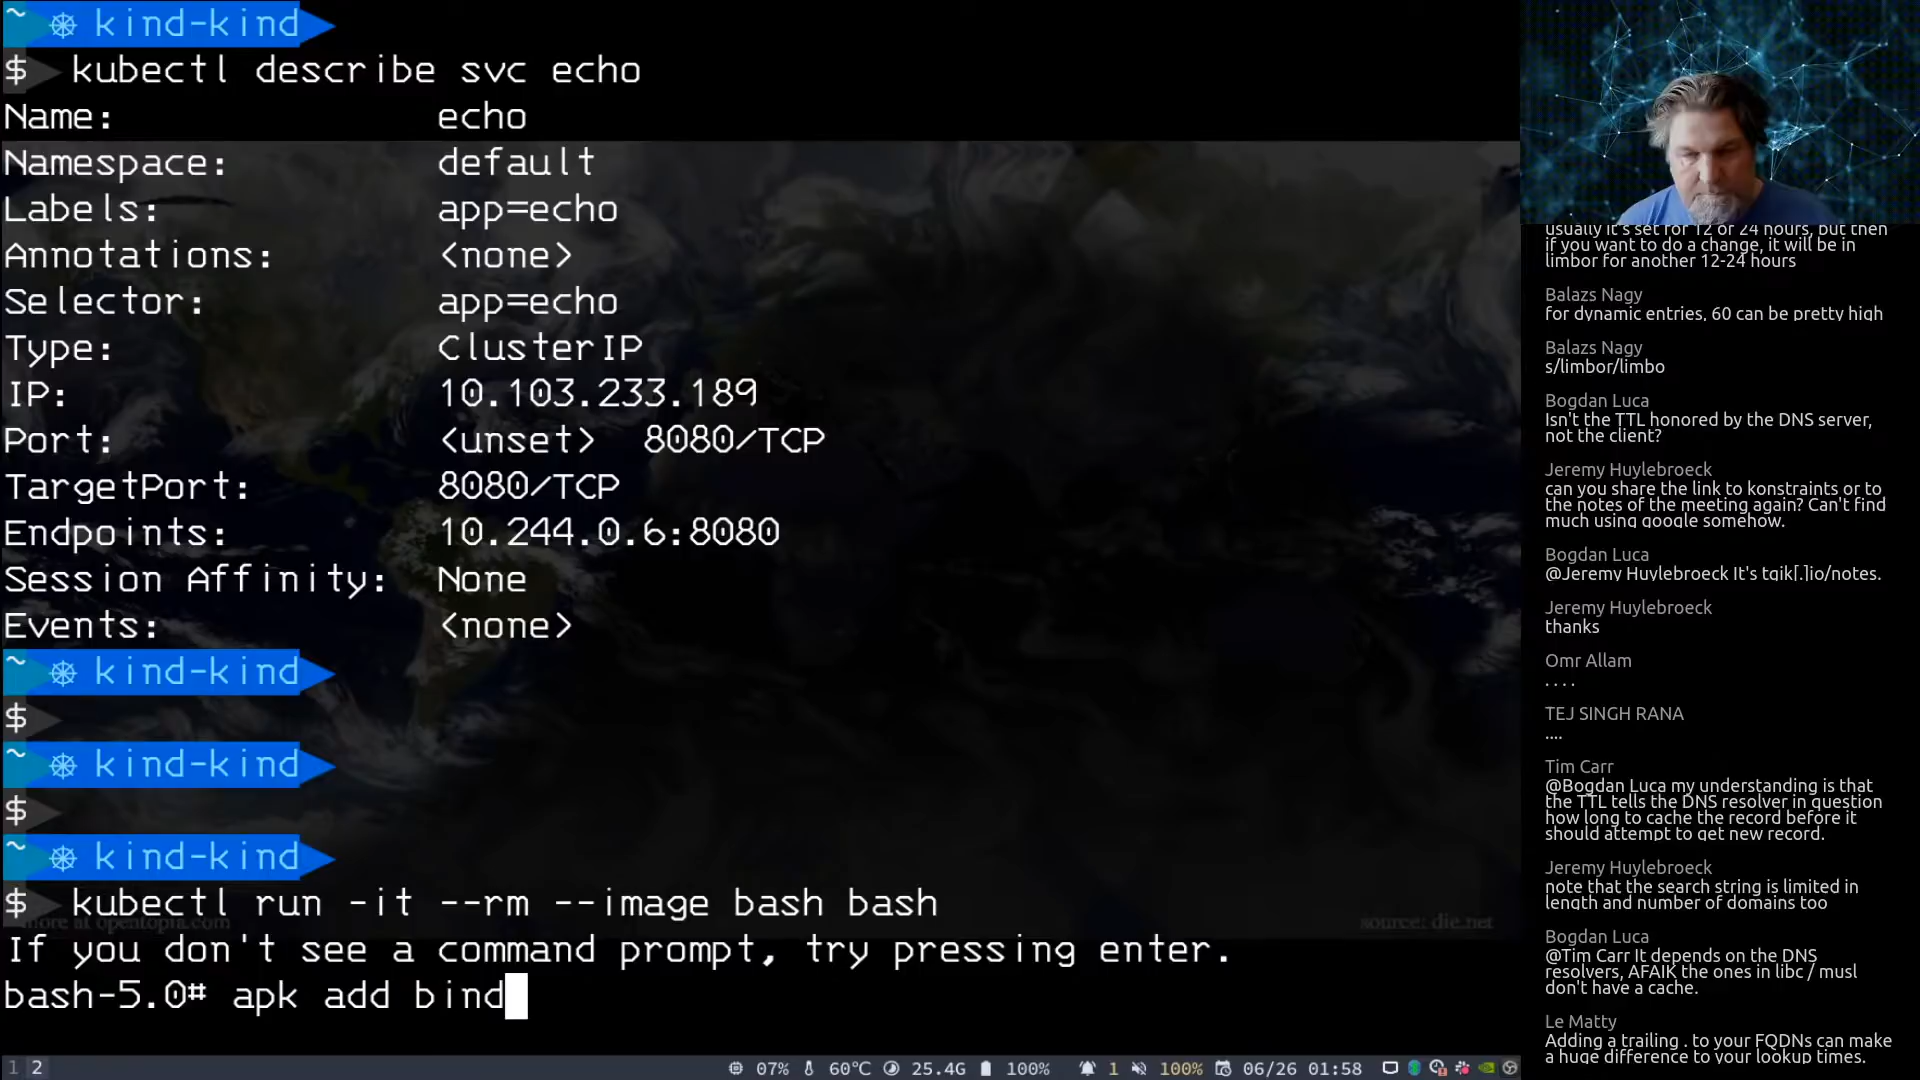 ~ ⎈ kind-kind
$ kubectl describe svc echo
Name: echo
Namespace: default
Labels: app=echo
Annotations: <none>
Selector: app=echo
Type: ClusterIP
IP: 10.103.233.189
Port: <unset> 8080/TCP
TargetPort: 8080/TCP
Endpoints: 10.244.0.6:8080
Session Affinity: None
Events: <none>
~ ⎈ kind-kind
$
~ ⎈ kind-kind
$
~ ⎈ kind-kind
$ kubectl run -it --rm --image bash bash
more at opentopia.com
source: die.net
If you don't see a command prompt, try pressing enter.
bash-5.0# apk add bind
1 2
07% 60°C 25.4G 100% 1 100% 06/26 01:58
usually it's set for 12 or 24 hours, but then
if you want to do a change, it will be in
limbor for another 12-24 hours
Balazs Nagy
for dynamic entries, 60 can be pretty high
Balazs Nagy
s/limbor/limbo
Bogdan Luca
Isn't the TTL honored by the DNS server,
not the client?
Jeremy Huylebroeck
can you share the link to konstraints or to
the notes of the meeting again? Can't find
much using google somehow.
Bogdan Luca
@Jeremy Huylebroeck It's tgik[.]io/notes.
Jeremy Huylebroeck
thanks
Omr Allam
. . . .
TEJ SINGH RANA
....
Tim Carr
@Bogdan Luca my understanding is that
the TTL tells the DNS resolver in question
how long to cache the record before it
should attempt to get new record.
Jeremy Huylebroeck
note that the search string is limited in
length and number of domains too
Bogdan Luca
@Tim Carr It depends on the DNS
resolvers, AFAIK the ones in libc / musl
don't have a cache.
Le Matty
Adding a trailing . to your FQDNs can make
a huge difference to your lookup times.